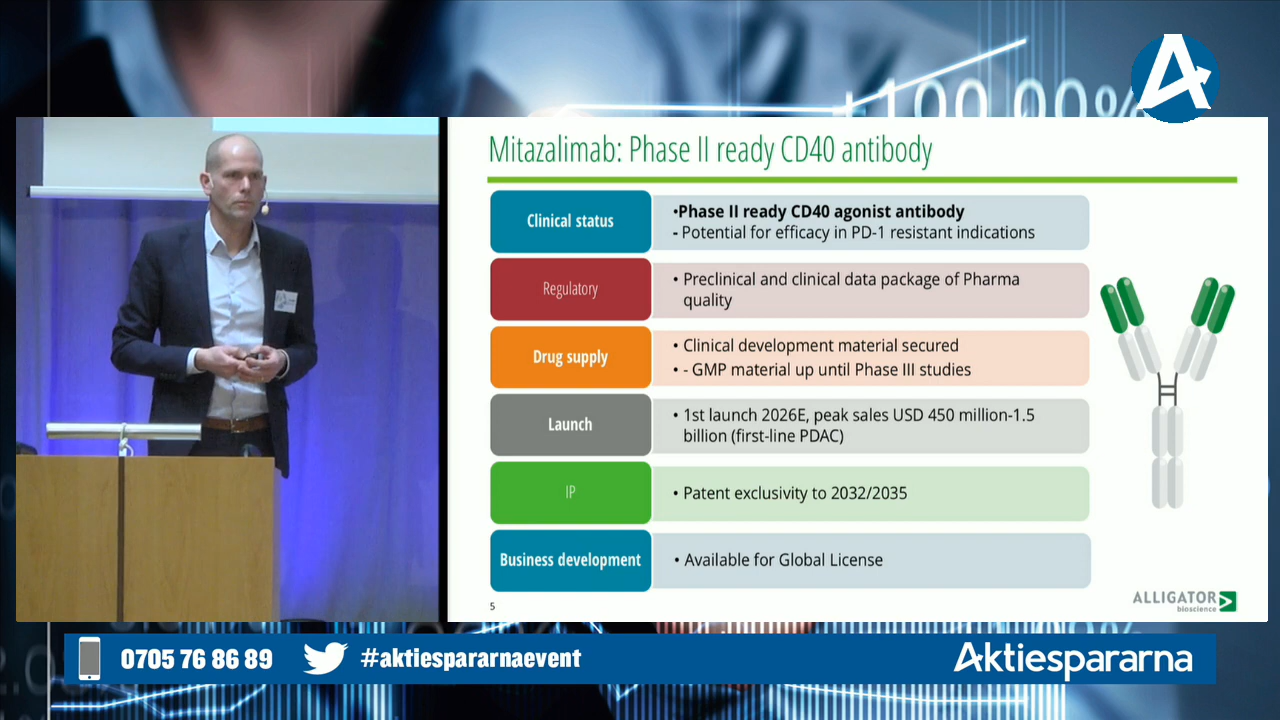 +100,00%
Mitazalimab: Phase II ready CD40 antibody
Clinical status
•Phase II ready CD40 agonist antibody
- Potential for efficacy in PD-1 resistant indications
Regulatory
• Preclinical and clinical data package of Pharma
quality
Drug supply
• Clinical development material secured
• - GMP material up until Phase III studies
Launch
• 1st launch 2026E, peak sales USD 450 million-1.5
billion (first-line PDAC)
IP
• Patent exclusivity to 2032/2035
Business development
• Available for Global License
5
ALLIGATOR
bioscience
0705 76 86 89
#aktiespararnaevent
Aktiespararna